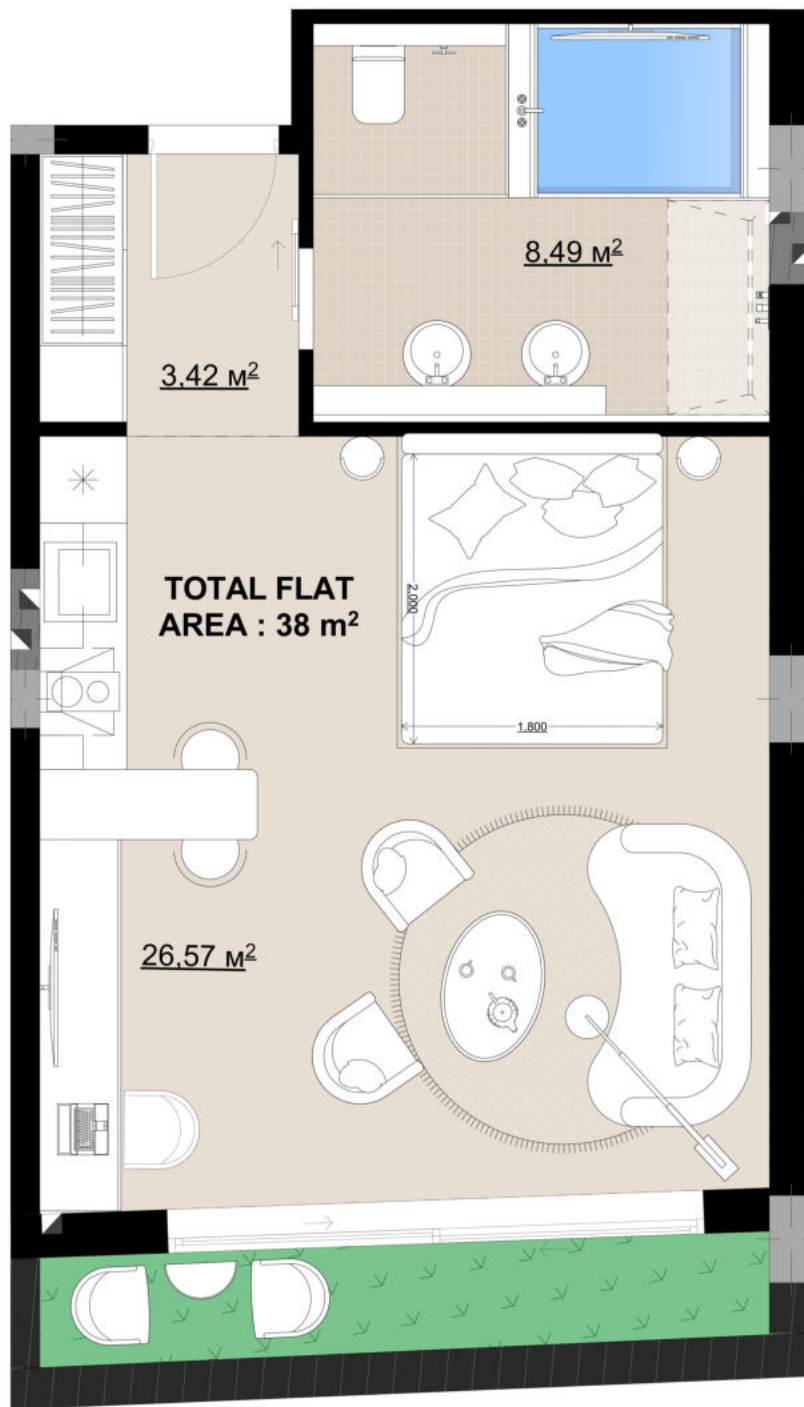 8,49 м²
3,42 м²
TOTAL FLAT
AREA : 38 m²
2,000
1,800
26,57 м²